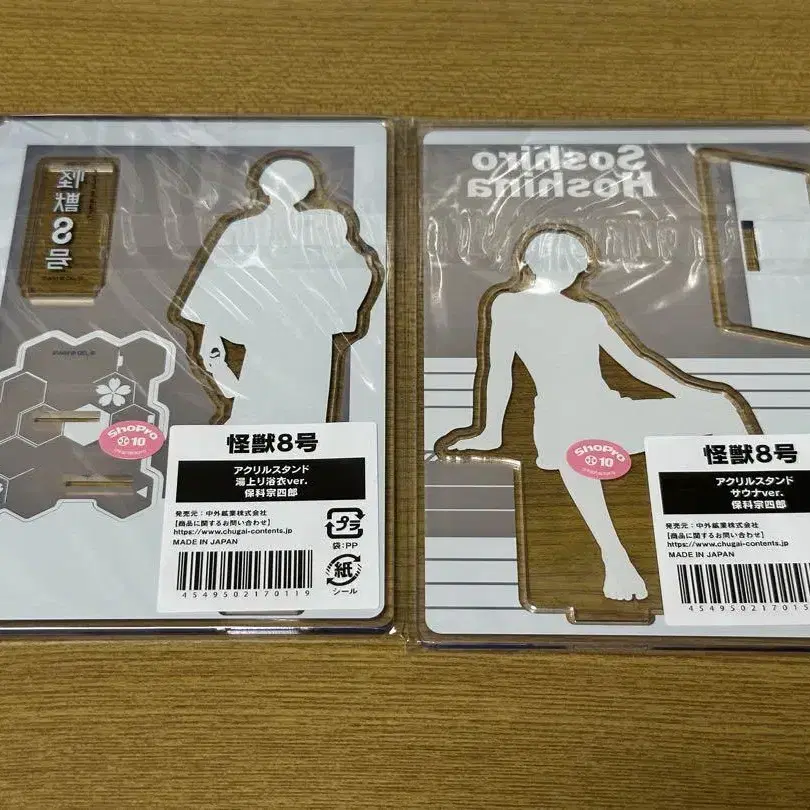 怪獣8号
ShoPro
10
怪獣8号
アクリルスタンド
湯上り浴衣ver.
保科宗四郎
発売元：中外鉱業株式会社
【商品に関するお問い合わせ】
https://www.chugai-contents.jp
MADE IN JAPAN
プラ
袋:PP
紙
シール
4549502170119
Soshiro
Hoshina
ShoPro
10
怪獣8号
アクリルスタンド
サウナver.
保科宗四郎
発売元：中外鉱業株式会社
【商品に関するお問い合わせ】
https://www.chugai-contents.jp
MADE IN JAPAN
454950217015